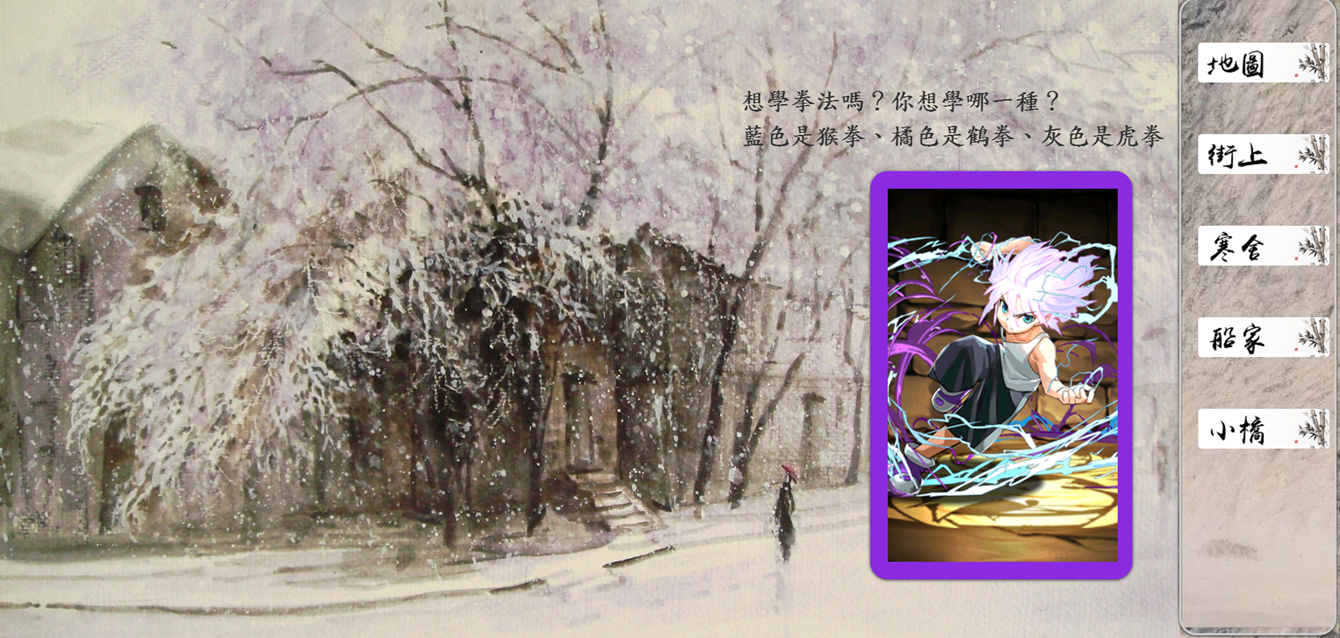 想學拳法嗎？你想學哪一種？
藍色是猴拳、橘色是鶴拳、灰色是虎拳
地圖
街上
寒舍
船家
小橋